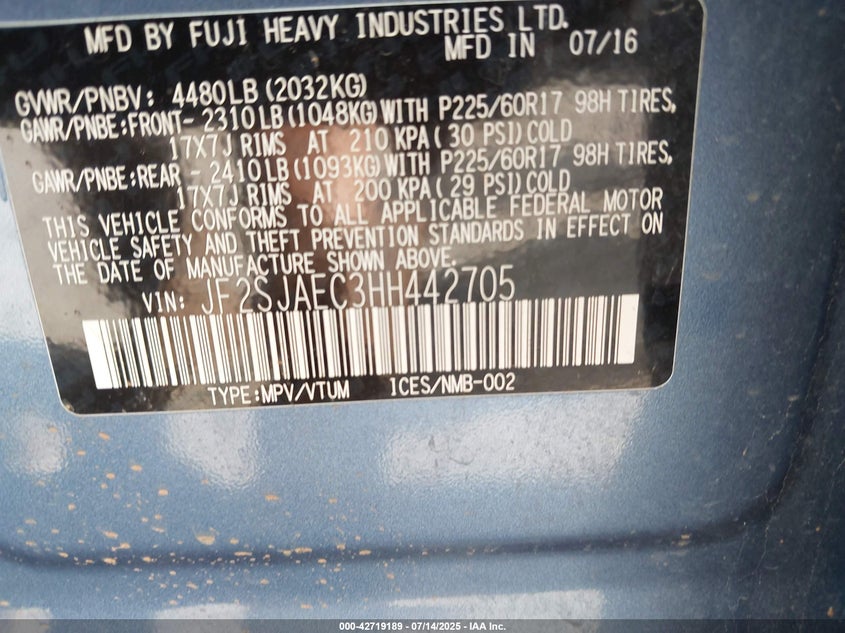 MFD BY FUJI HEAVY INDUSTRIES LTD.
MFD IN 07/16
GVWR/PNBV: 4480LB (2032KG)
GAWR/PNBE:FRONT- 2310LB (1048KG) WITH P225/60R17 98H TIRES,
17X7J RIMS AT 210 KPA (30 PSI) COLD
GAWR/PNBE:REAR - 2410LB (1093KG) WITH P225/60R17 98H TIRES,
17X7J RIMS AT 200 KPA (29 PSI) COLD
THIS VEHICLE CONFORMS TO ALL APPLICABLE FEDERAL MOTOR
VEHICLE SAFETY AND THEFT PREVENTION STANDARDS IN EFFECT ON
THE DATE OF MANUFACTURE SHOWN ABOVE.
VIN: JF2SJAEC3HH442705
TYPE:MPV/VTUM ICES/NMB-002
000-42719189 - 07/14/2025 - IAA Inc.